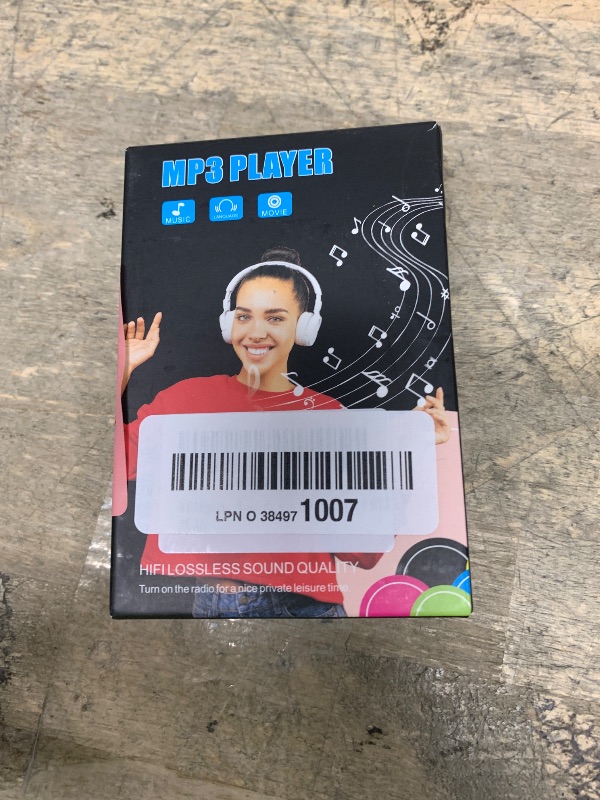 MP3 PLAYER
MUSIC LANGUAGE MOVIE
LPN O 38497 1007
HIFI LOSSLESS SOUND QUALITY
Turn on the radio for a nice private leisure time.